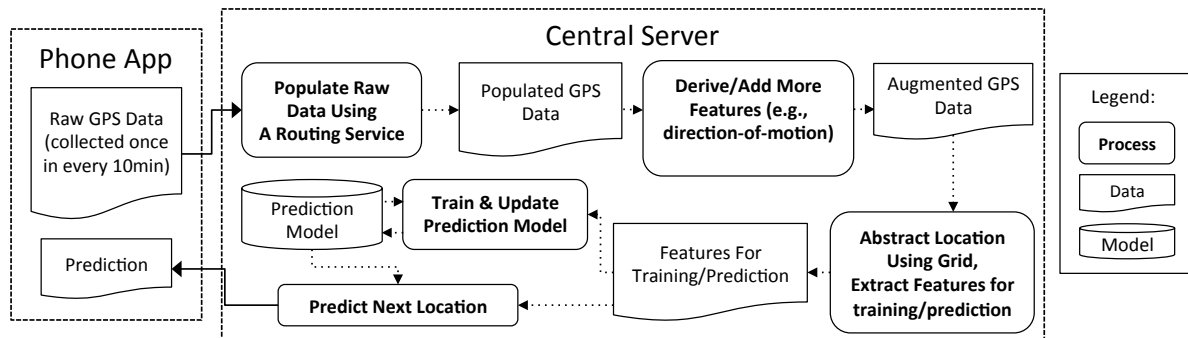 Phone App
Raw GPS Data
(collected once
in every 10min)
Prediction
Central Server
Populate Raw
Data Using
A Routing Service
Populated GPS
Data
Derive/Add More
Features (e.g.,
direction-of-motion)
Augmented GPS
Data
Prediction
Model
Train & Update
Prediction Model
Features For
Training/Prediction
Abstract Location
Using Grid,
Extract Features for
training/prediction
Predict Next Location
Legend:
Process
Data
Model